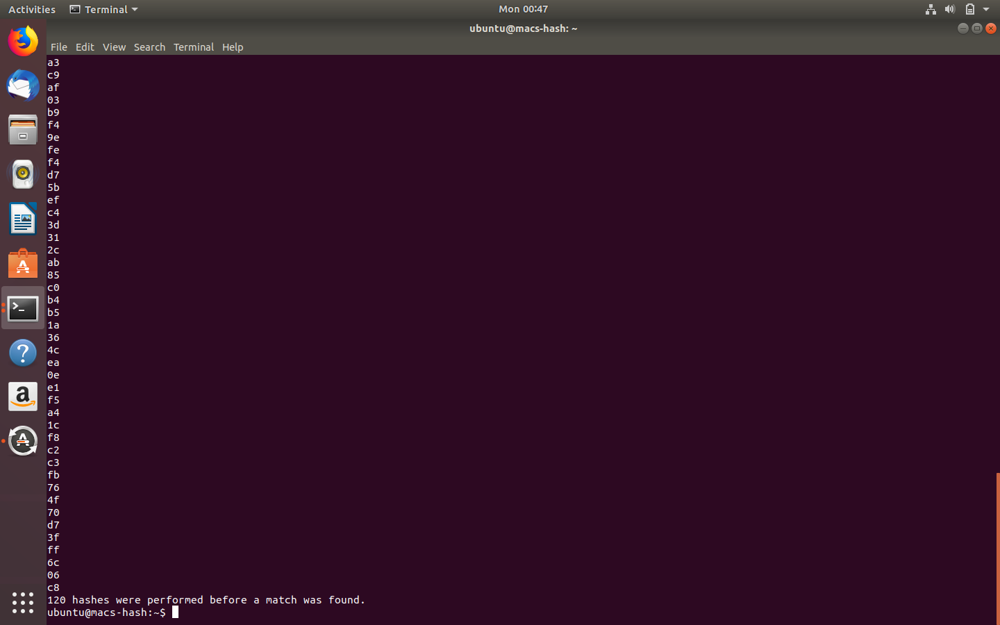 Activities
Terminal
Mon 00:47
ubuntu@macs-hash: ~
File Edit View Search Terminal Help
a3
c9
af
03
b9
f4
9e
fe
f4
d7
5b
ef
c4
3d
31
2c
ab
85
c0
b4
b5
1a
36
4c
ea
0e
e1
f5
a4
1c
f8
c2
c3
fb
76
4f
70
d7
3f
ff
6c
06
c8
120 hashes were performed before a match was found.
ubuntu@macs-hash:~$